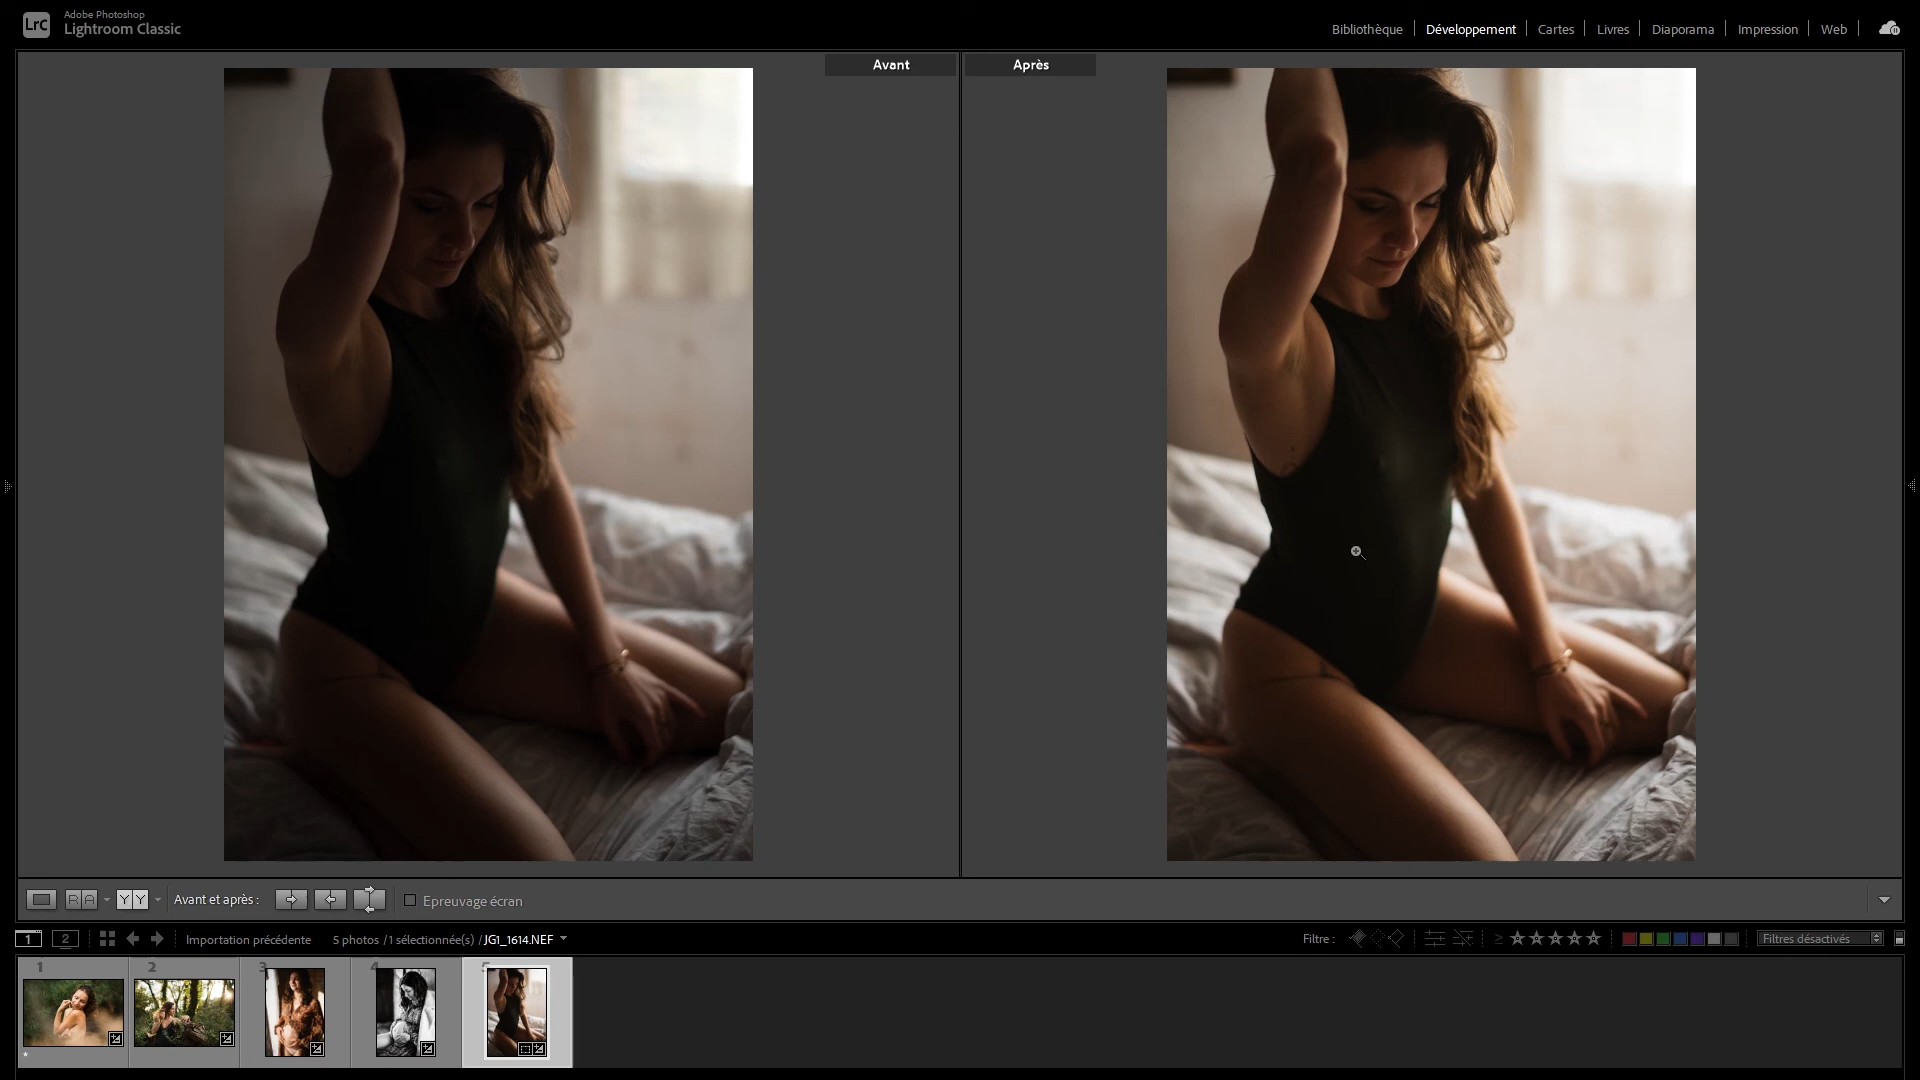 LrC
Adobe Photoshop
Lightroom Classic
Bibliothèque
Développement
Cartes
Livres
Diaporama
Impression
Web
Avant
Après
R A
Y Y
Avant et après :
Epreuvage écran
1
2
Importation précédente
5 photos / 1 sélectionnée(s) / JG1_1614.NEF
Filtre :
≥
Filtres désactivés
1
2
3
4
5